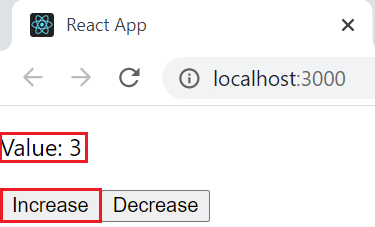 React App
localhost:3000
Value: 3
Increase Decrease